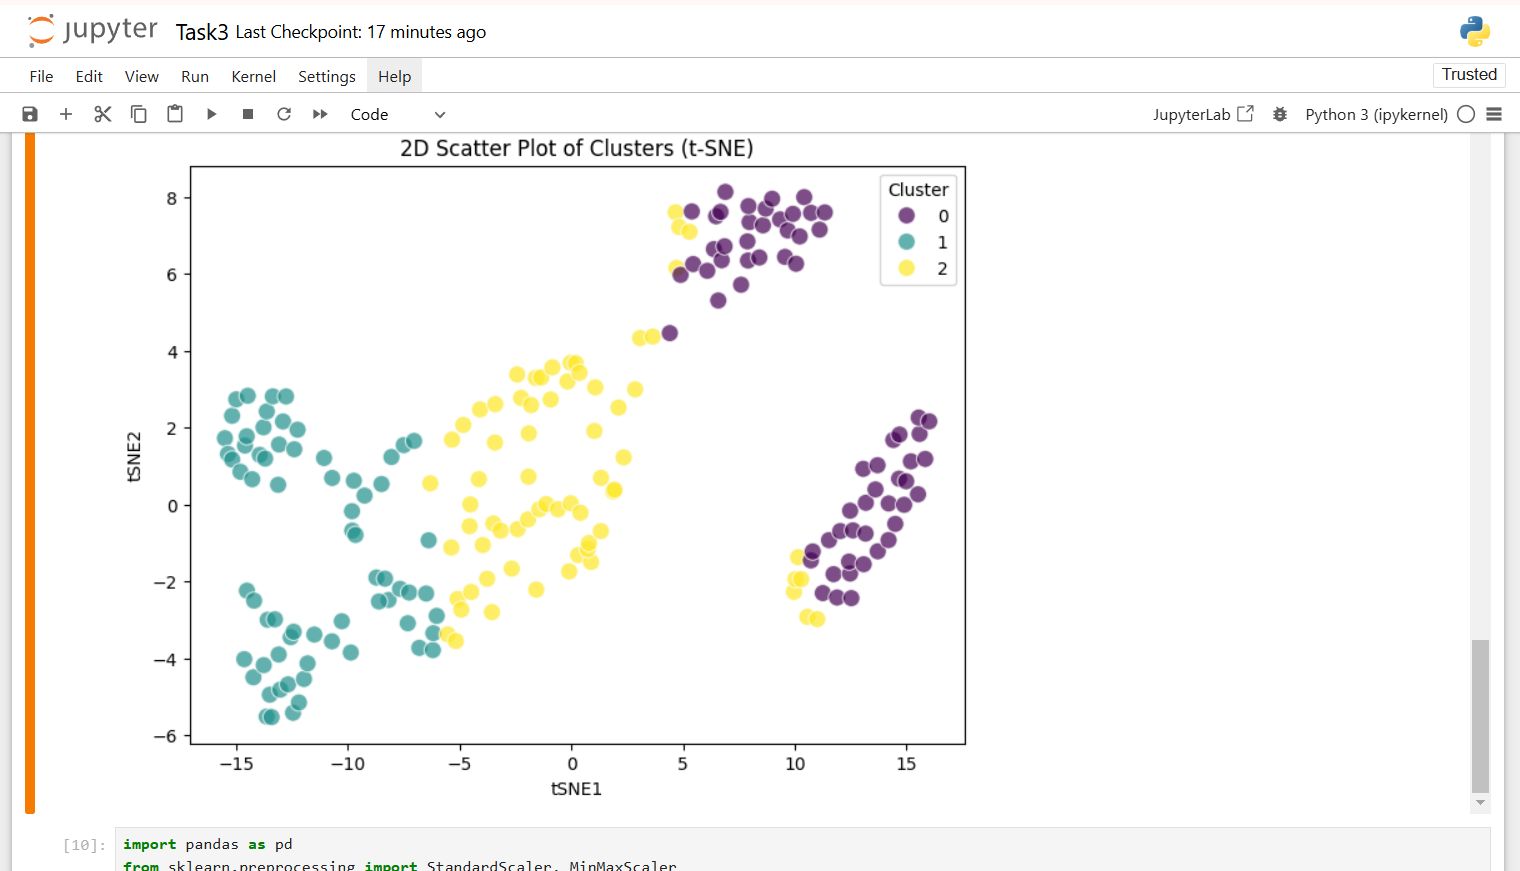 jupyter Task3 Last Checkpoint: 17 minutes ago
File Edit View Run Kernel Settings Help Trusted
Code JupyterLab Python 3 (ipykernel)
2D Scatter Plot of Clusters (t-SNE)
Cluster
0
1
2
8
6
4
2
0
−2
−4
−6
tSNE2
−15 −10 −5 0 5 10 15
tSNE1
[10]: import pandas as pd
from sklearn.preprocessing import StandardScaler, MinMaxScaler